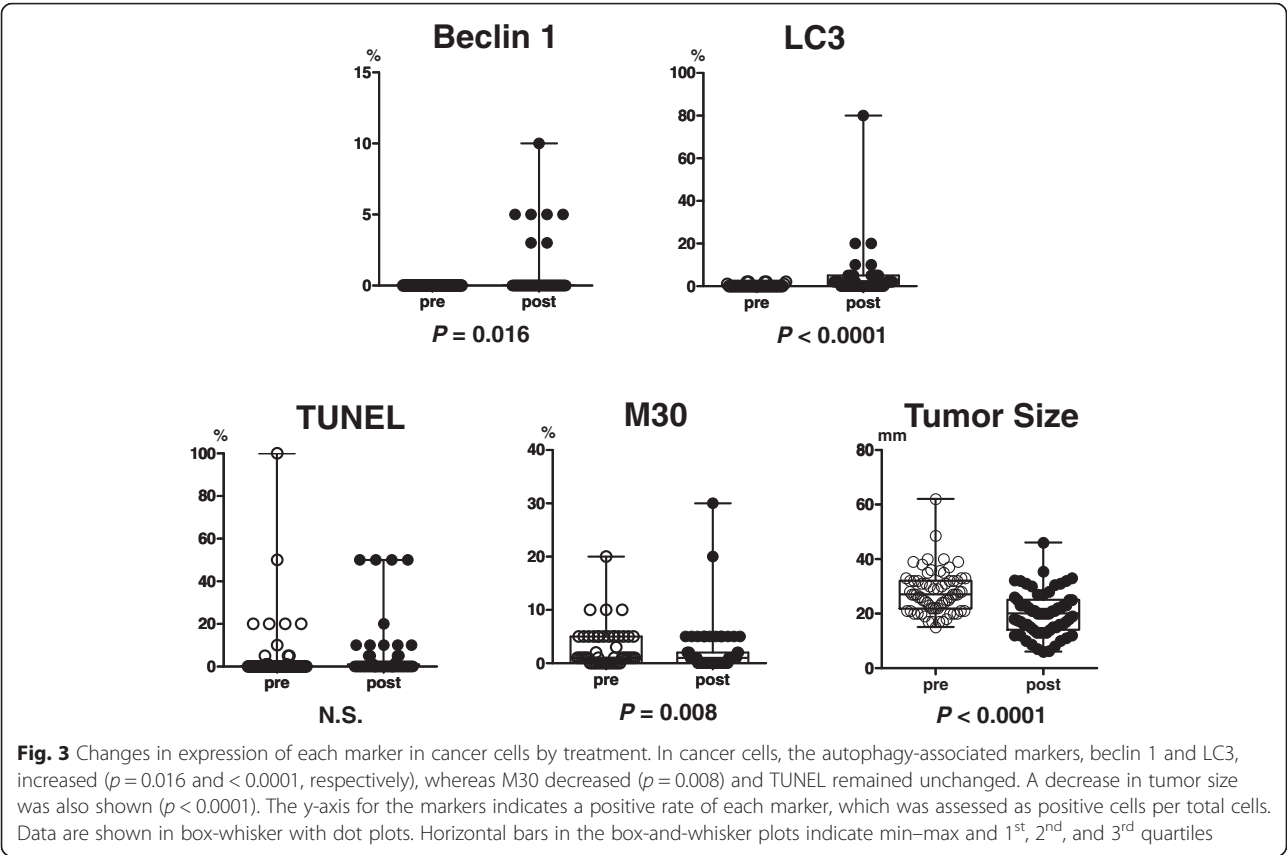 Beclin 1
%
15
10
5
0
pre post
P = 0.016
LC3
%
100
80
60
40
20
0
pre post
P < 0.0001
TUNEL
%
100
80
60
40
20
0
pre post
N.S.
M30
%
40
30
20
10
0
pre post
P = 0.008
Tumor Size
mm
80
60
40
20
0
pre post
P < 0.0001
Fig. 3 Changes in expression of each marker in cancer cells by treatment. In cancer cells, the autophagy-associated markers, beclin 1 and LC3,
increased (p = 0.016 and < 0.0001, respectively), whereas M30 decreased (p = 0.008) and TUNEL remained unchanged. A decrease in tumor size
was also shown (p < 0.0001). The y-axis for the markers indicates a positive rate of each marker, which was assessed as positive cells per total cells.
Data are shown in box-whisker with dot plots. Horizontal bars in the box-and-whisker plots indicate min–max and 1st, 2nd, and 3rd quartiles